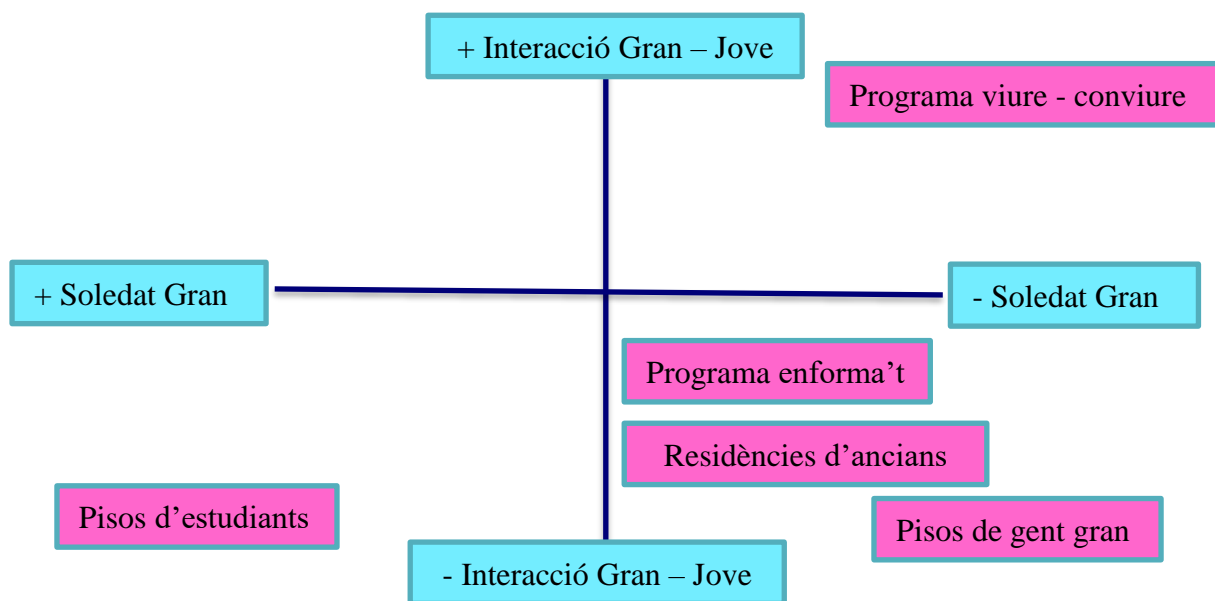 + Interacció Gran – Jove
Programa viure - conviure
+ Soledat Gran
- Soledat Gran
Programa enforma’t
Residències d’ancians
Pisos d’estudiants
Pisos de gent gran
- Interacció Gran – Jove